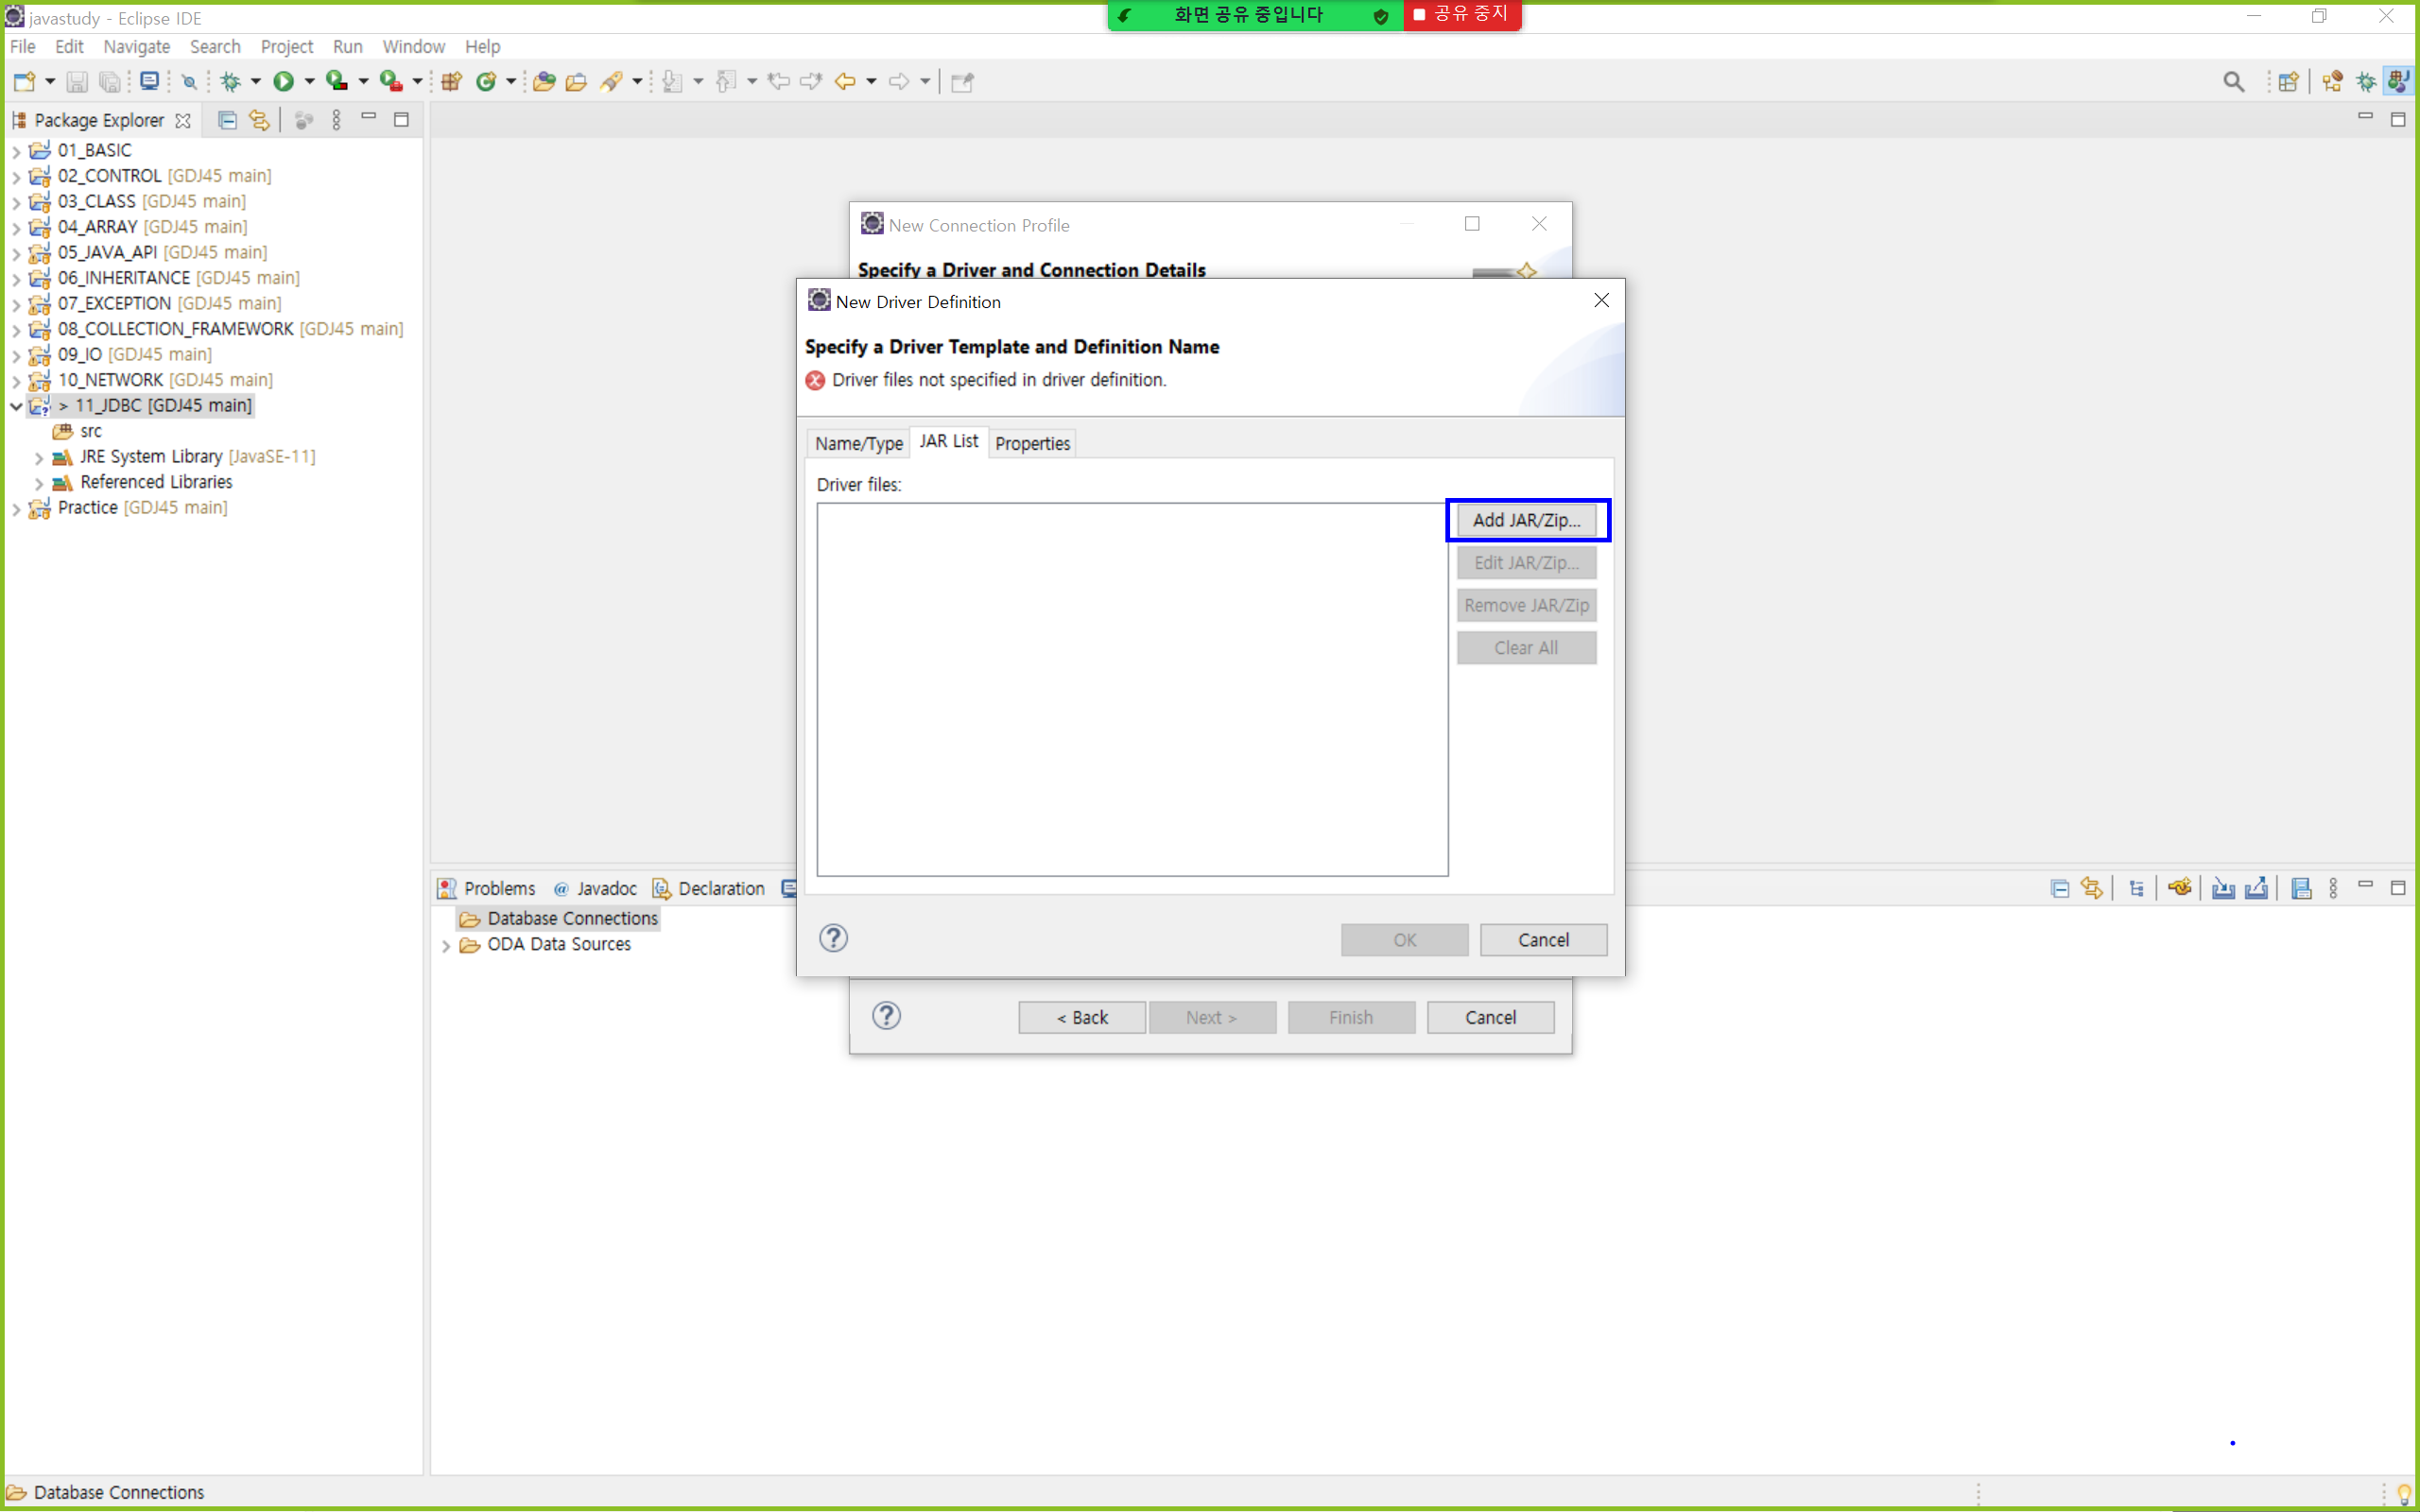 javastudy - Eclipse IDE
화면 공유 중입니다
공유 중지
File Edit Navigate Search Project Run Window Help
Package Explorer
01_BASIC
02_CONTROL [GDJ45 main]
03_CLASS [GDJ45 main]
04_ARRAY [GDJ45 main]
05_JAVA_API [GDJ45 main]
06_INHERITANCE [GDJ45 main]
07_EXCEPTION [GDJ45 main]
08_COLLECTION_FRAMEWORK [GDJ45 main]
09_IO [GDJ45 main]
10_NETWORK [GDJ45 main]
> 11_JDBC [GDJ45 main]
src
JRE System Library [JavaSE-11]
Referenced Libraries
Practice [GDJ45 main]
New Connection Profile
Specify a Driver and Connection Details
New Driver Definition
Specify a Driver Template and Definition Name
Driver files not specified in driver definition.
Name/Type JAR List Properties
Driver files:
Add JAR/Zip...
Edit JAR/Zip...
Remove JAR/Zip
Clear All
OK Cancel
< Back Next > Finish Cancel
Problems @ Javadoc Declaration
Database Connections
ODA Data Sources
Database Connections